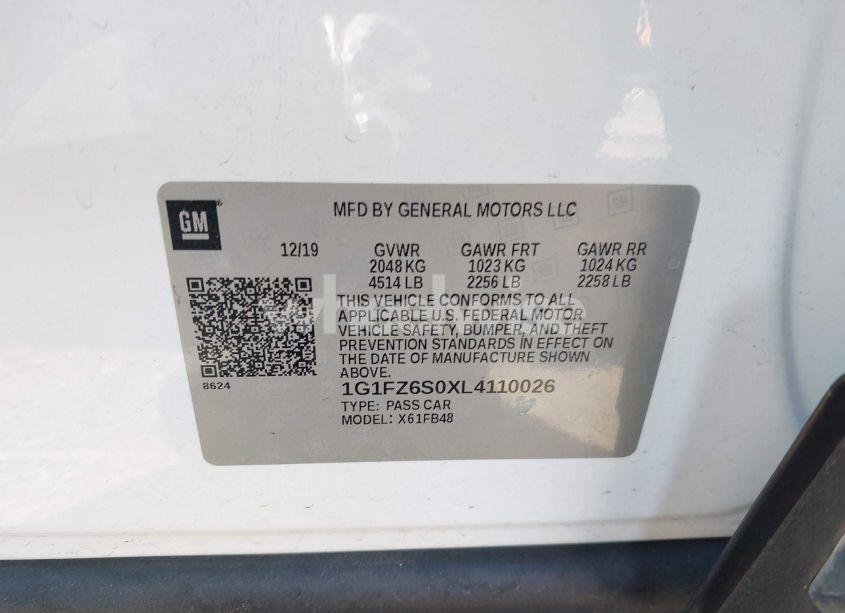 GM
MFD BY GENERAL MOTORS LLC
12/19 GVWR GAWR FRT GAWR RR
2048 KG 1023 KG 1024 KG
4514 LB 2256 LB 2258 LB
THIS VEHICLE CONFORMS TO ALL
APPLICABLE U.S. FEDERAL MOTOR
VEHICLE SAFETY, BUMPER, AND THEFT
PREVENTION STANDARDS IN EFFECT ON
THE DATE OF MANUFACTURE SHOWN
ABOVE.
8624
1G1FZ6S0XL4110026
TYPE: PASS CAR
MODEL: X61FB48